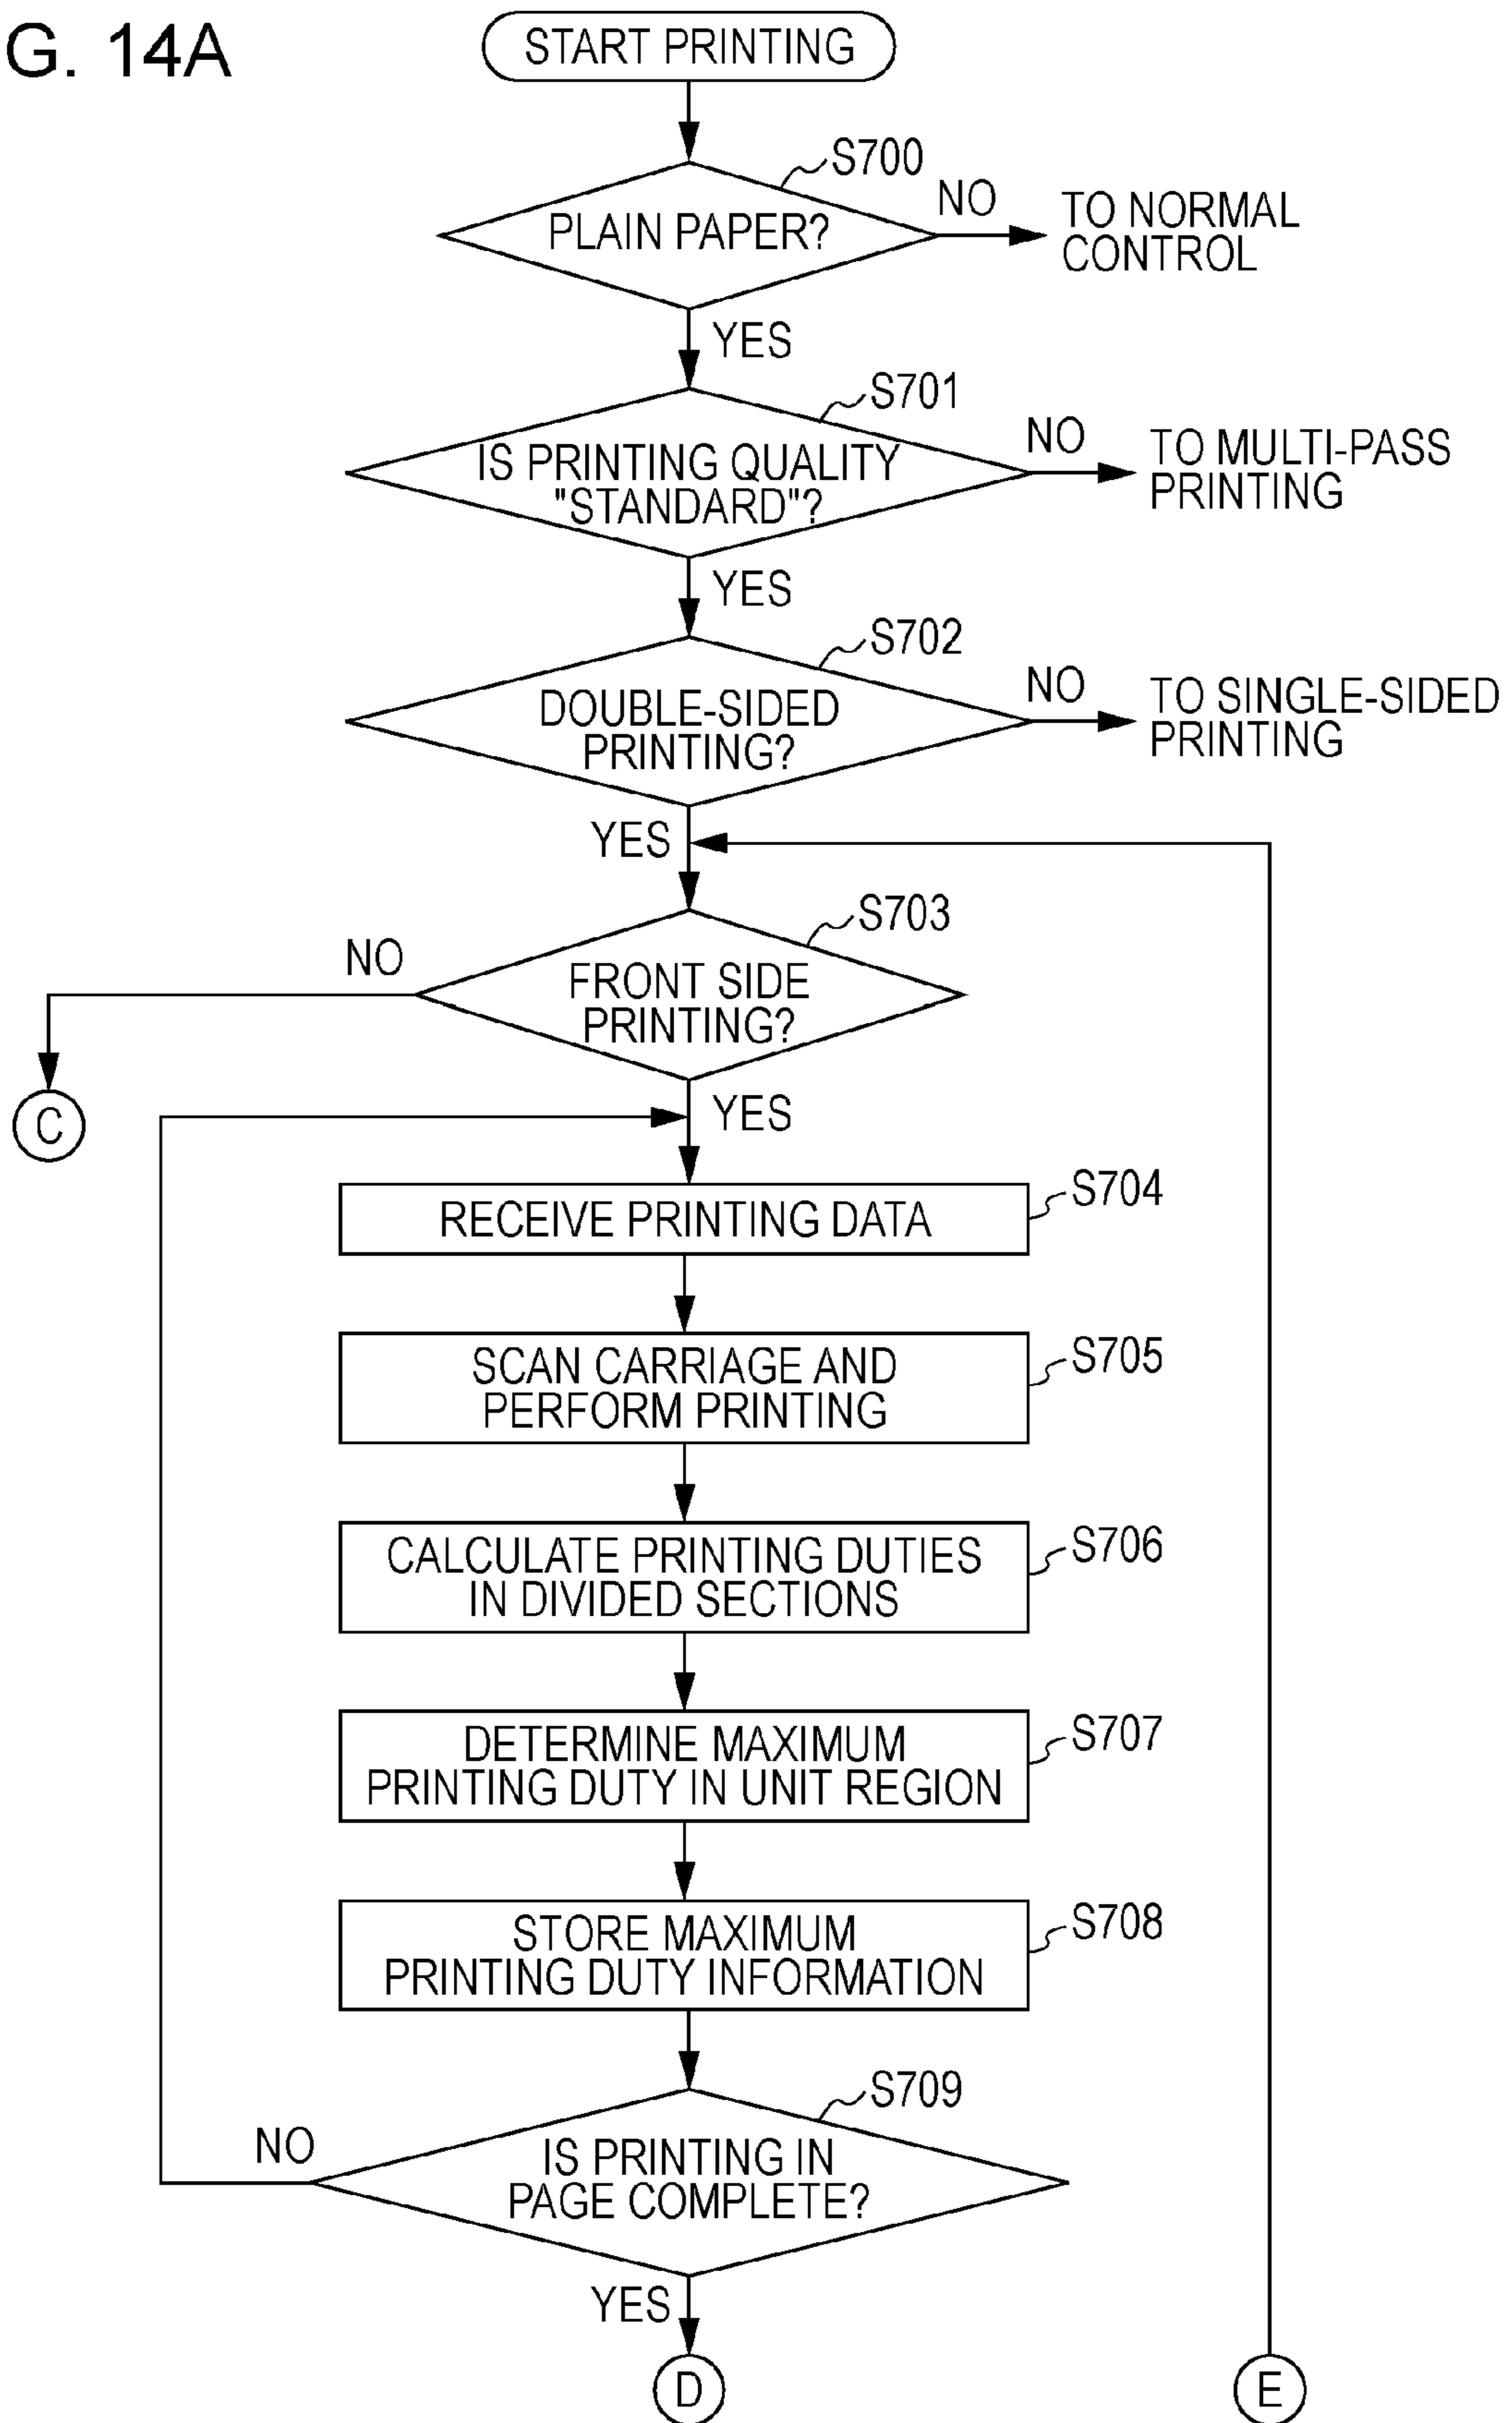 G. 14A
START PRINTING
S700
PLAIN PAPER?
NO
TO NORMAL
CONTROL
YES
S701
IS PRINTING QUALITY
"STANDARD"?
NO
TO MULTI-PASS
PRINTING
YES
S702
DOUBLE-SIDED
PRINTING?
NO
TO SINGLE-SIDED
PRINTING
YES
S703
NO
FRONT SIDE
PRINTING?
C
YES
S704
RECEIVE PRINTING DATA
S705
SCAN CARRIAGE AND
PERFORM PRINTING
S706
CALCULATE PRINTING DUTIES
IN DIVIDED SECTIONS
S707
DETERMINE MAXIMUM
PRINTING DUTY IN UNIT REGION
S708
STORE MAXIMUM
PRINTING DUTY INFORMATION
S709
NO
IS PRINTING IN
PAGE COMPLETE?
YES
D
E